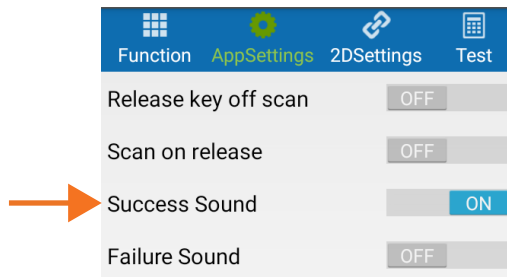 Function AppSettings 2DSettings Test
Release key off scan OFF
Scan on release OFF
Success Sound ON
Failure Sound OFF